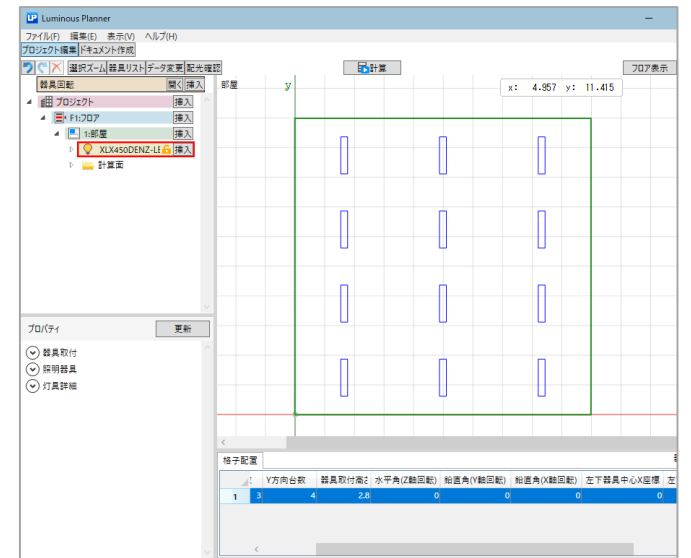 LP Luminous Planner
ファイル(F) 編集(E) 表示(V) ヘルプ(H)
プロジェクト編集 ドキュメント作成
選択ズーム 器具リスト データ変更 配光確認 計算 フロア表示
器具回転 開く 挿入 部屋 y x: 4.957 y: 11.415
プロジェクト 挿入
F1:フロア 挿入
1:部屋 挿入
XLX450DENZ-LE 挿入
計算面
プロパティ 更新
器具取付
照明器具
灯具詳細
格子配置
Y方向台数 器具取付高さ 水平角(Z軸回転) 鉛直角(Y軸回転) 鉛直角(X軸回転) 左下器具中心X座標 左
1 3 4 2.8 0 0 0 0